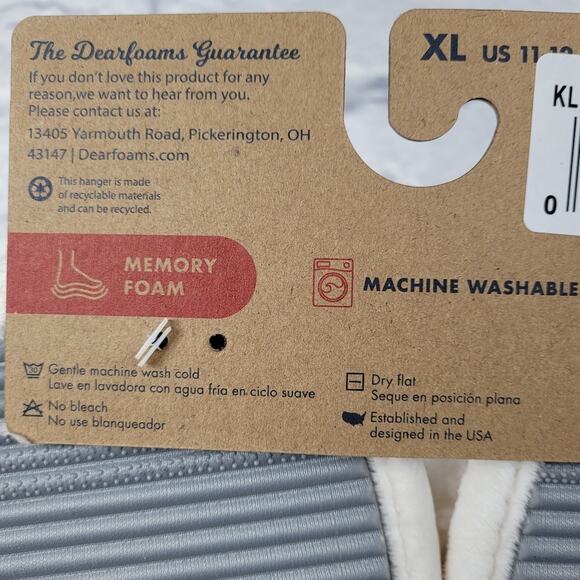 The Dearfoams Guarantee
If you don't love this product for any
reason,we want to hear from you.
Please contact us at:
13405 Yarmouth Road, Pickerington, OH
43147 | Dearfoams.com
This hanger is made
of recyclable materials
and can be recycled.
XL US 11-12
KL
0
MEMORY
FOAM
MACHINE WASHABLE
30
Gentle machine wash cold
Lave en lavadora con agua fría en ciclo suave
No bleach
No use blanqueador
Dry flat
Seque en posición plana
Established and
designed in the USA